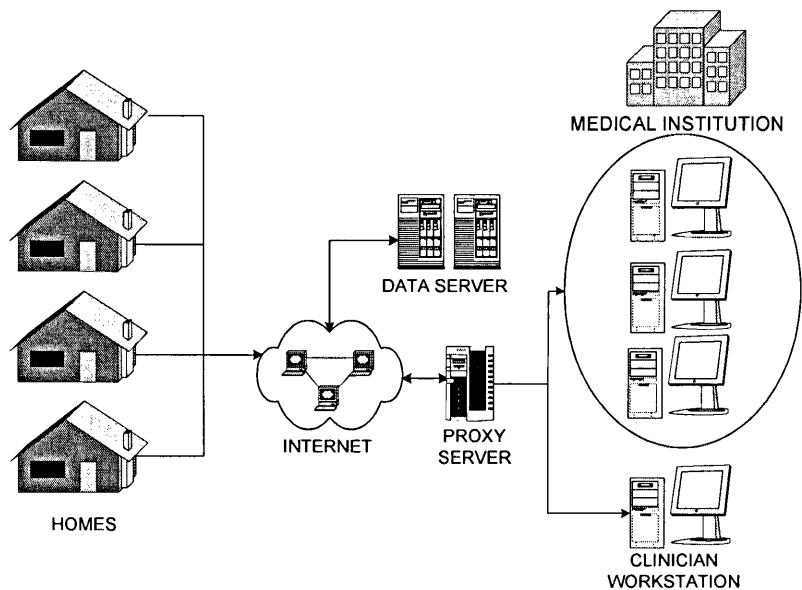 MEDICAL INSTITUTION
DATA SERVER
INTERNET
PROXY
SERVER
HOMES
CLINICIAN
WORKSTATION